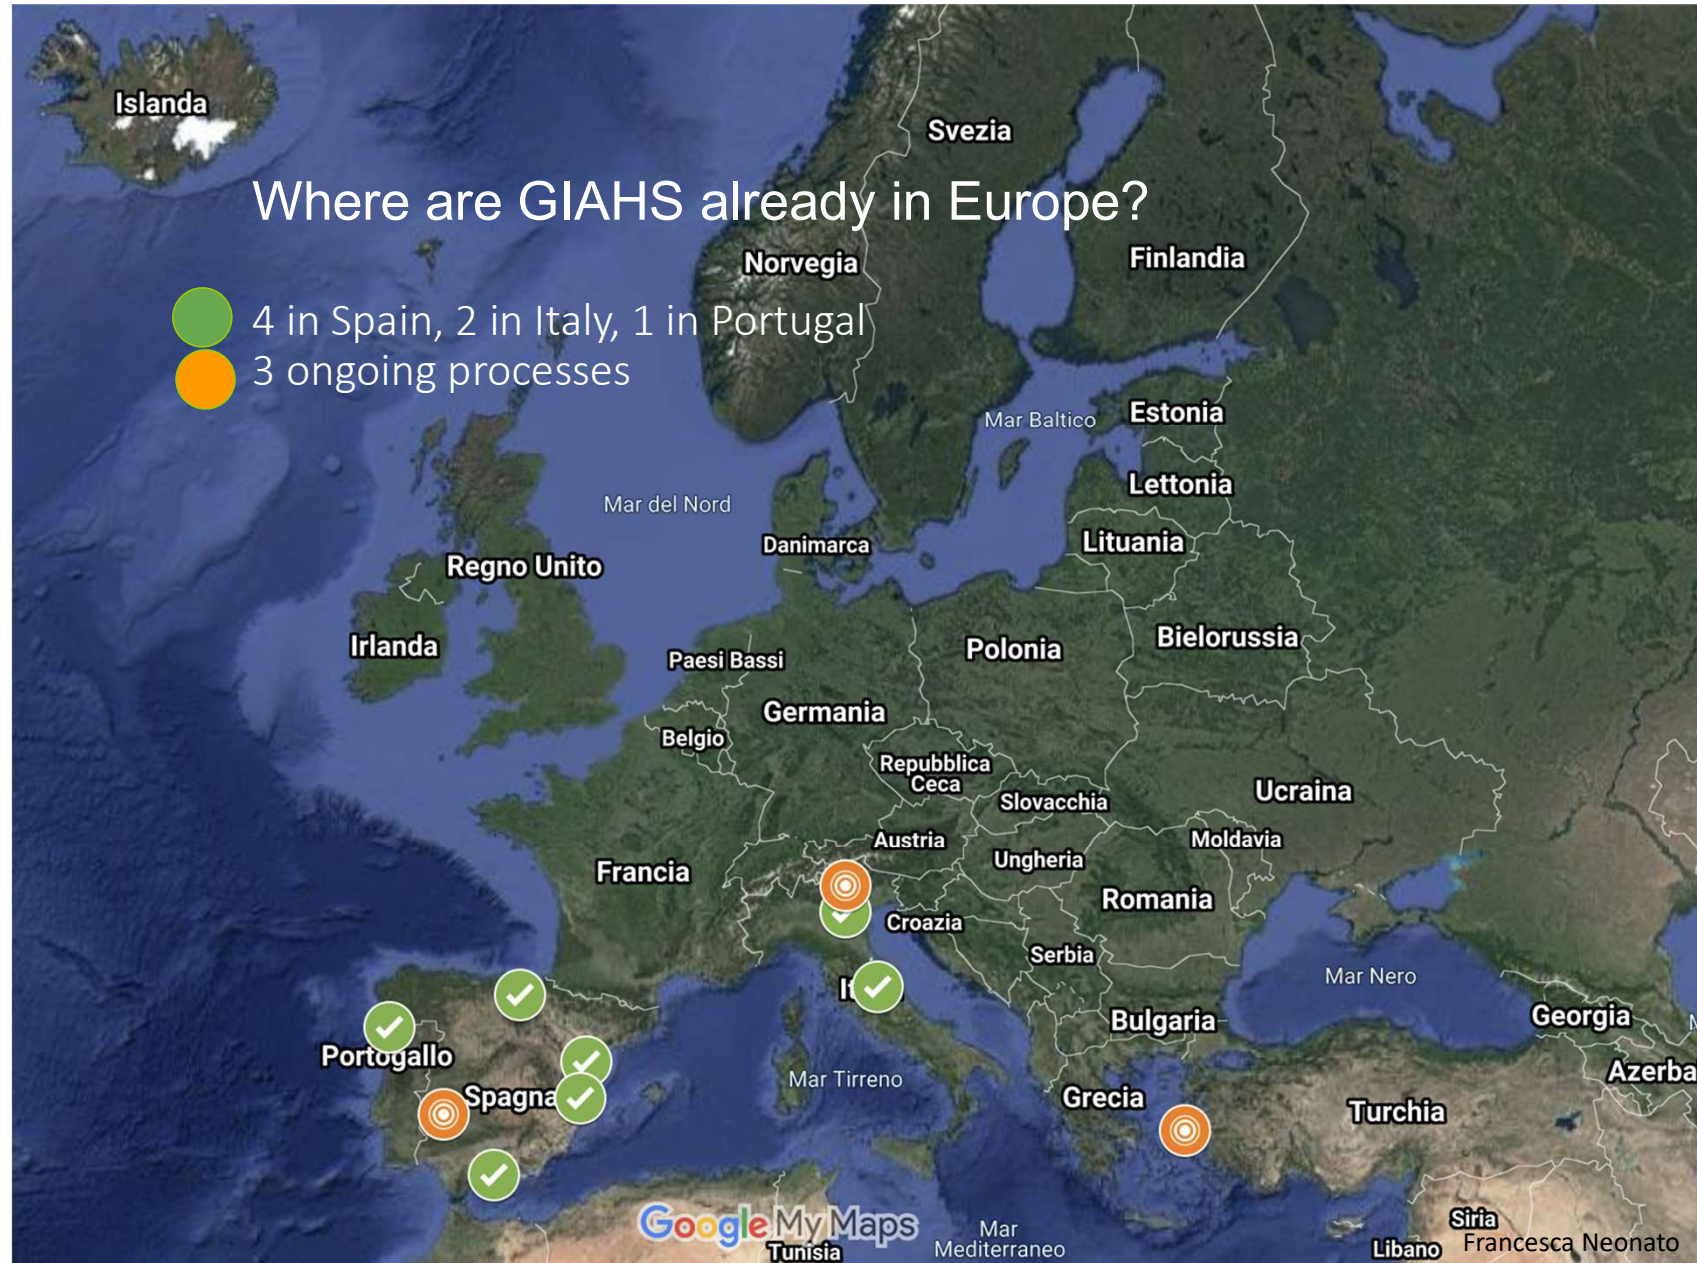 Islanda
Svezia
Where are GIAHS already in Europe?
Norvegia
Finlandia
4 in Spain, 2 in Italy, 1 in Portugal
3 ongoing processes
Mar Baltico
Estonia
Lettonia
Mar del Nord
Danimarca
Lituania
Regno Unito
Irlanda
Paesi Bassi
Polonia
Bielorussia
Germania
Belgio
Repubblica
Ceca
Slovacchia
Ucraina
Austria
Moldavia
Ungheria
Francia
Romania
Croazia
Serbia
Mar Nero
It
Bulgaria
Georgia
Portogallo
Azerba
Mar Tirreno
Spagna
Grecia
Turchia
Google My Maps
Mar
Mediterraneo
Tunisia
Siria
Libano
Francesca Neonato